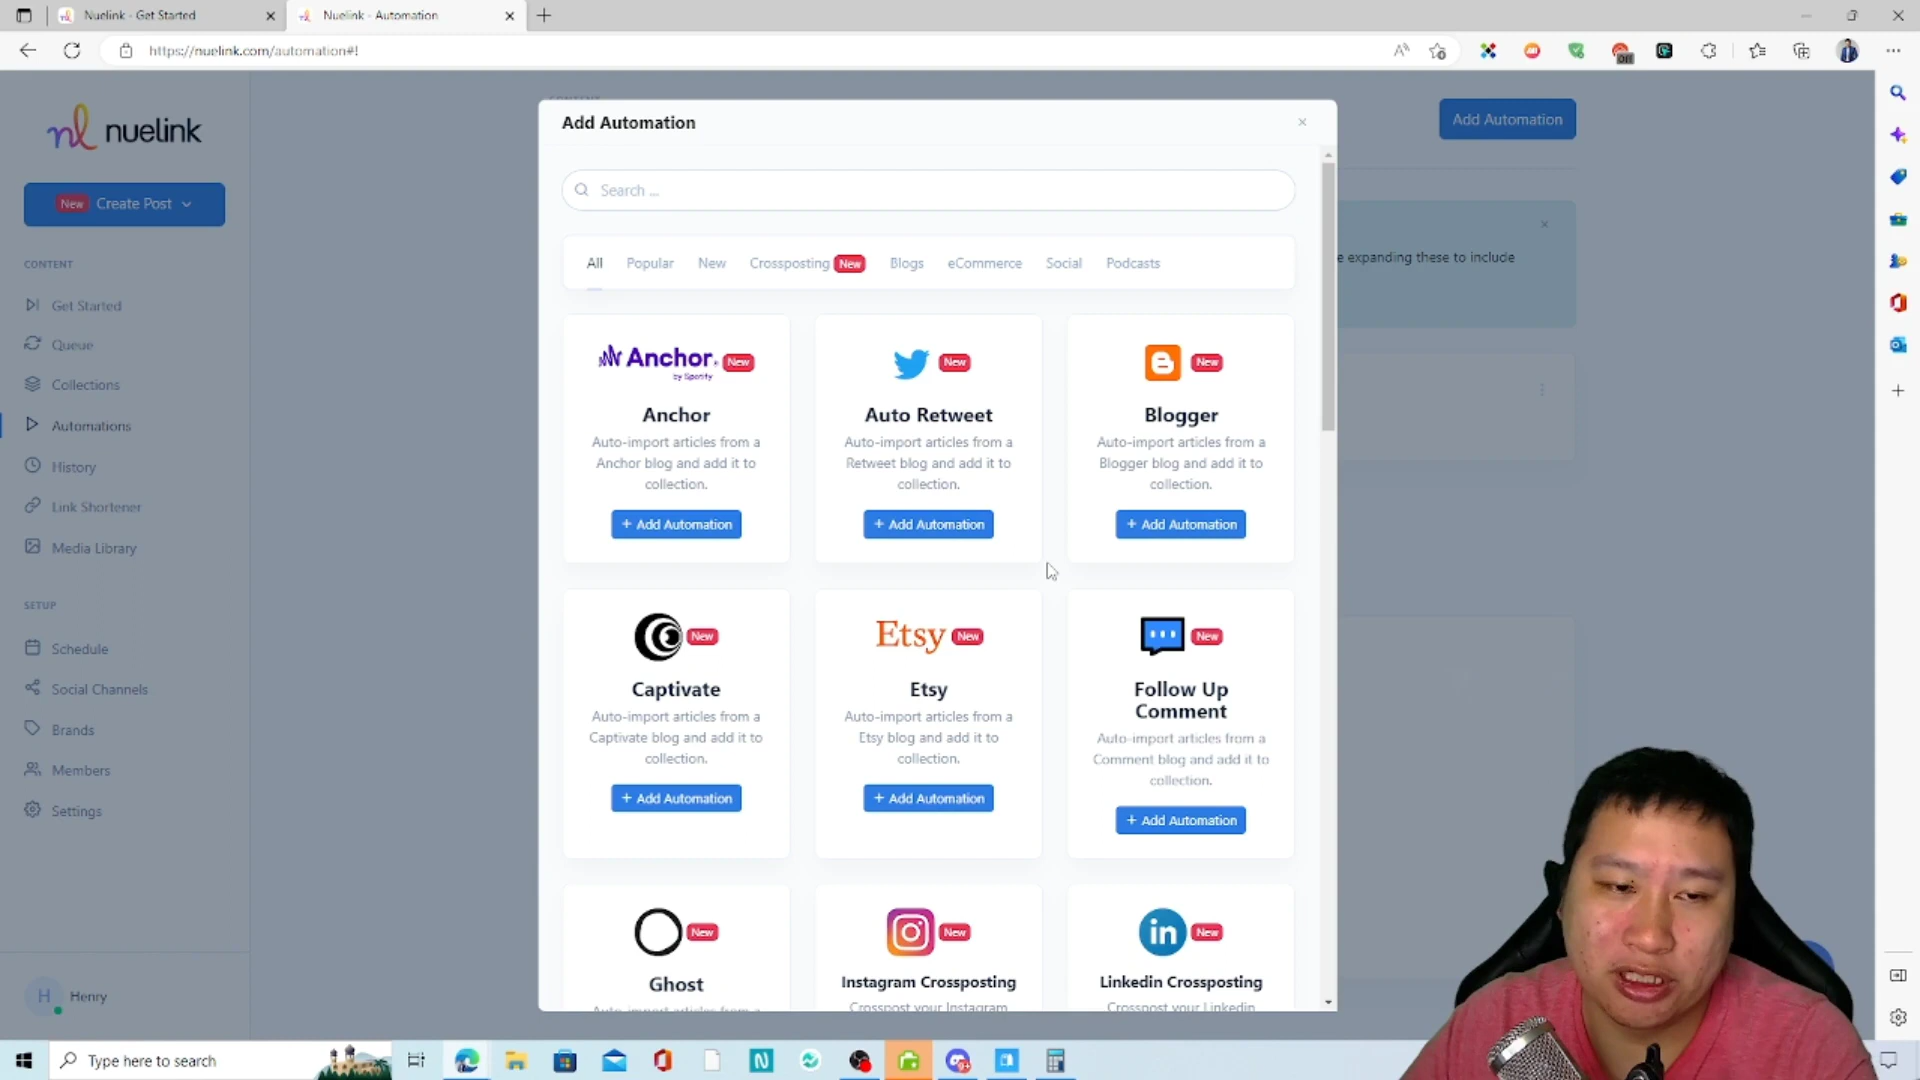 Nuelink - Get Started
Nuelink - Automation
https://nuelink.com/automation#!
nuelink
New Create Post
CONTENT
Get Started
Queue
Collections
Automations
History
Link Shortener
Media Library
SETUP
Schedule
Social Channels
Brands
Members
Settings
H Henry
Add Automation
e expanding these to include
Add Automation
Search ...
All Popular New Crossposting New Blogs eCommerce Social Podcasts
Anchor by Spotify New
Anchor
Auto-import articles from a
Anchor blog and add it to
collection.
+ Add Automation
New
Auto Retweet
Auto-import articles from a
Retweet blog and add it to
collection.
+ Add Automation
New
Blogger
Auto-import articles from a
Blogger blog and add it to
collection.
+ Add Automation
New
Captivate
Auto-import articles from a
Captivate blog and add it to
collection.
+ Add Automation
Etsy New
Etsy
Auto-import articles from a
Etsy blog and add it to
collection.
+ Add Automation
New
Follow Up
Comment
Auto-import articles from a
Comment blog and add it to
collection.
+ Add Automation
New
Ghost
Auto-import articles from a
New
Instagram Crossposting
Crosspost your Instagram
New
Linkedin Crossposting
Crosspost your Linkedin
Type here to search